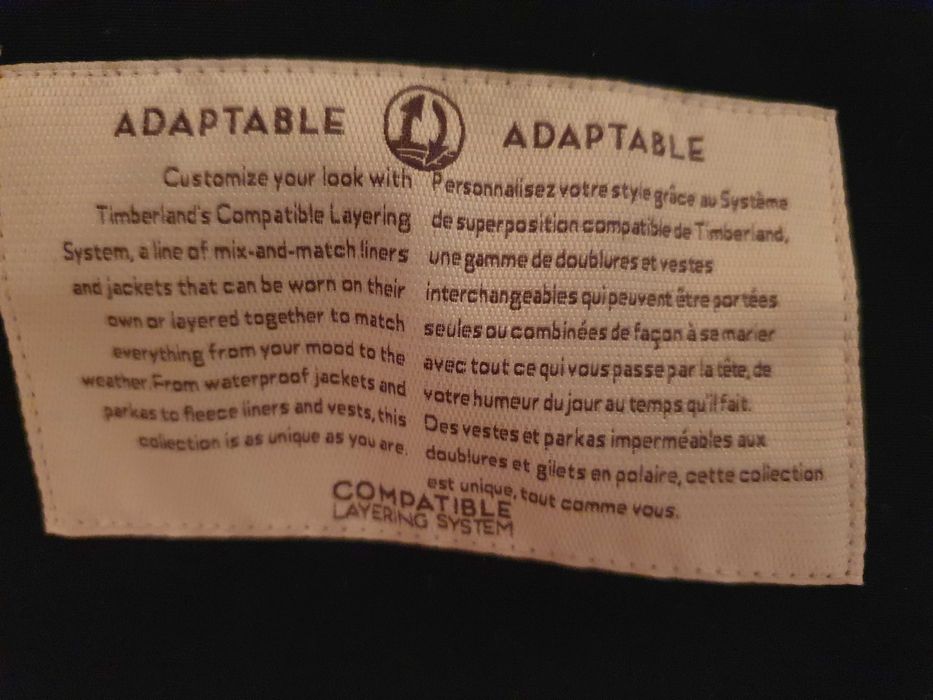 ADAPTABLE
Customize your look with
Timberland's Compatible Layering
System, a line of mix-and-match liners
and jackets that can be worn on their
own or layered together to match
everything from your mood to the
weather. From waterproof jackets and
parkas to fleece liners and vests, this
collection is as unique as you are.
ADAPTABLE
Personnalisez votre style grâce au Système
de superposition compatible de Timberland,
une gamme de doublures et vestes
interchangeables qui peuvent être portées
seules ou combinées de façon à se marier
avec tout ce qui vous passe par la tête, de
votre humeur du jour au temps qu'il fait.
Des vestes et parkas imperméables aux
doublures et gilets en polaire, cette collection
est unique, tout comme vous.
COMPATIBLE
LAYERING SYSTEM